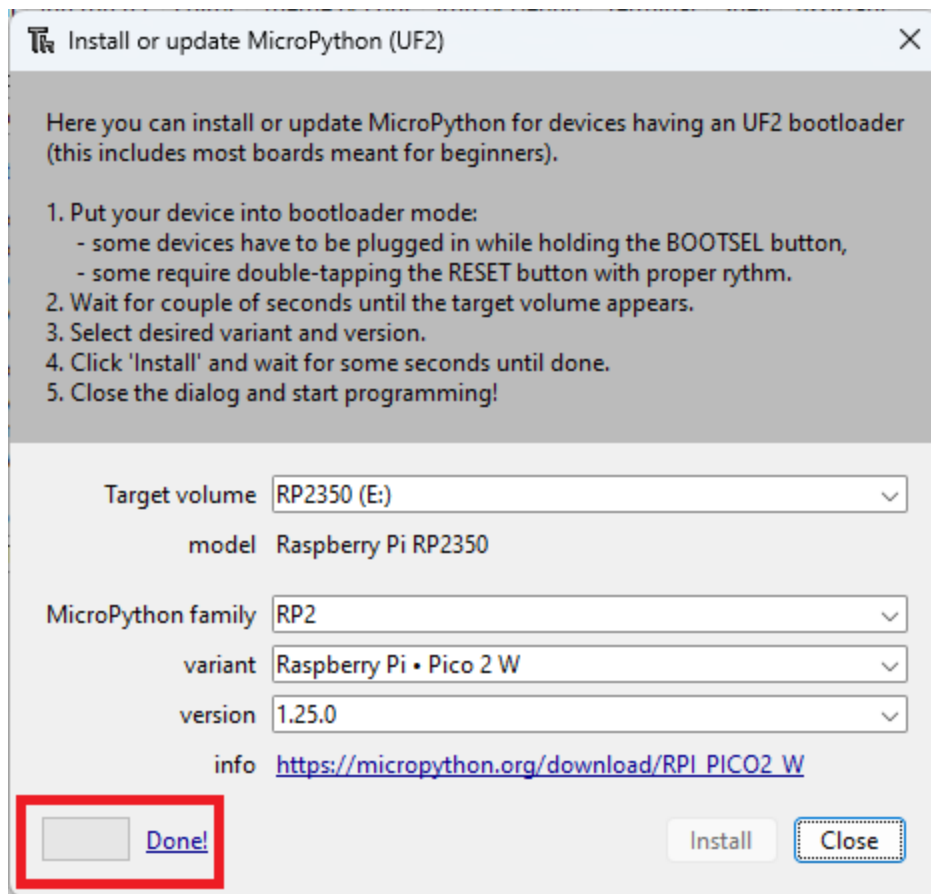 Install or update MicroPython (UF2)
Here you can install or update MicroPython for devices having an UF2 bootloader
(this includes most boards meant for beginners).
1. Put your device into bootloader mode:
- some devices have to be plugged in while holding the BOOTSEL button,
- some require double-tapping the RESET button with proper rythm.
2. Wait for couple of seconds until the target volume appears.
3. Select desired variant and version.
4. Click 'Install' and wait for some seconds until done.
5. Close the dialog and start programming!
Target volume RP2350 (E:)
model Raspberry Pi RP2350
MicroPython family RP2
variant Raspberry Pi • Pico 2 W
version 1.25.0
info https://micropython.org/download/RPI_PICO2_W
Done! Install Close